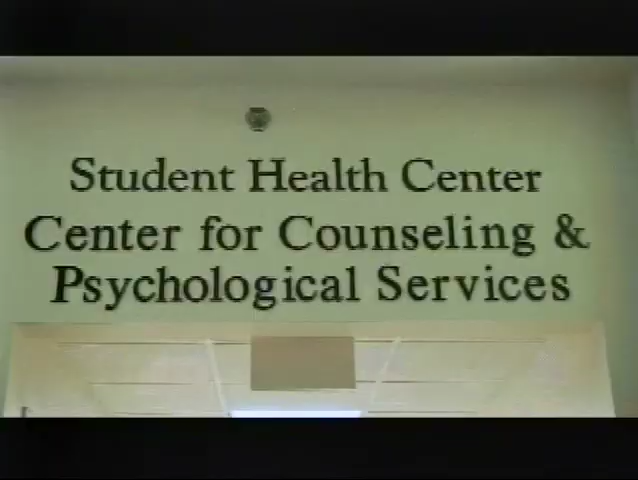 Student Health Center
Center for Counseling &
Psychological Services